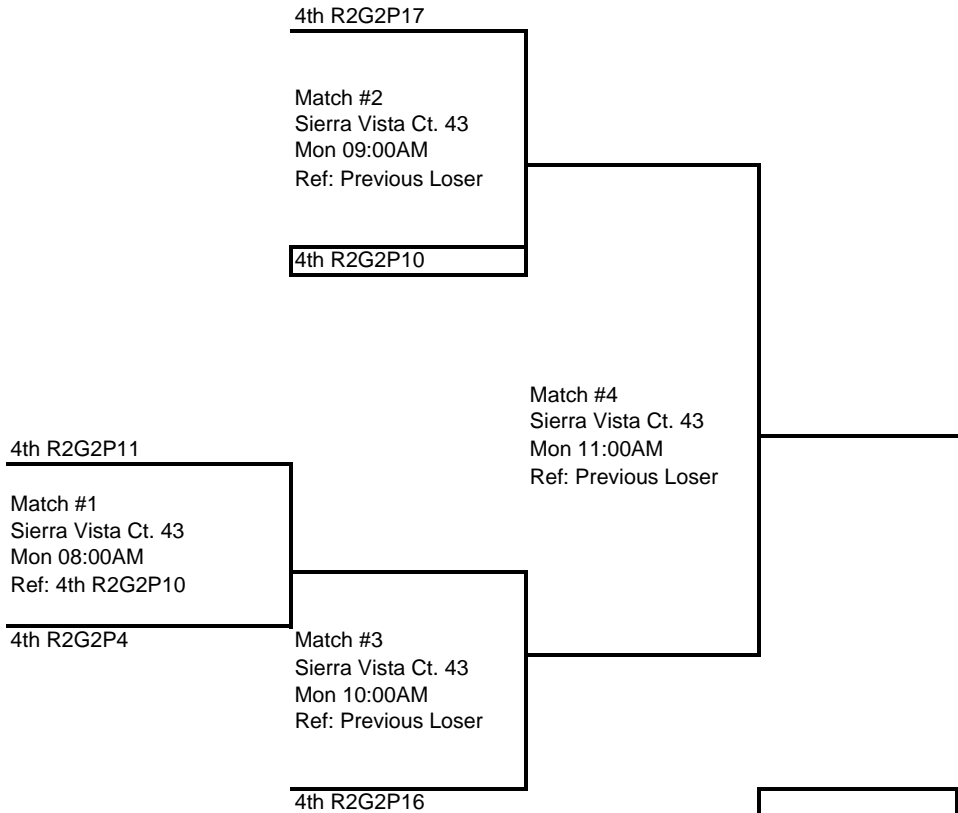 4th R2G2P17
Match #2
Sierra Vista Ct. 43
Mon 09:00AM
Ref: Previous Loser
4th R2G2P10
Match #4
Sierra Vista Ct. 43
Mon 11:00AM
Ref: Previous Loser
4th R2G2P11
Match #1
Sierra Vista Ct. 43
Mon 08:00AM
Ref: 4th R2G2P10
4th R2G2P4
Match #3
Sierra Vista Ct. 43
Mon 10:00AM
Ref: Previous Loser
4th R2G2P16